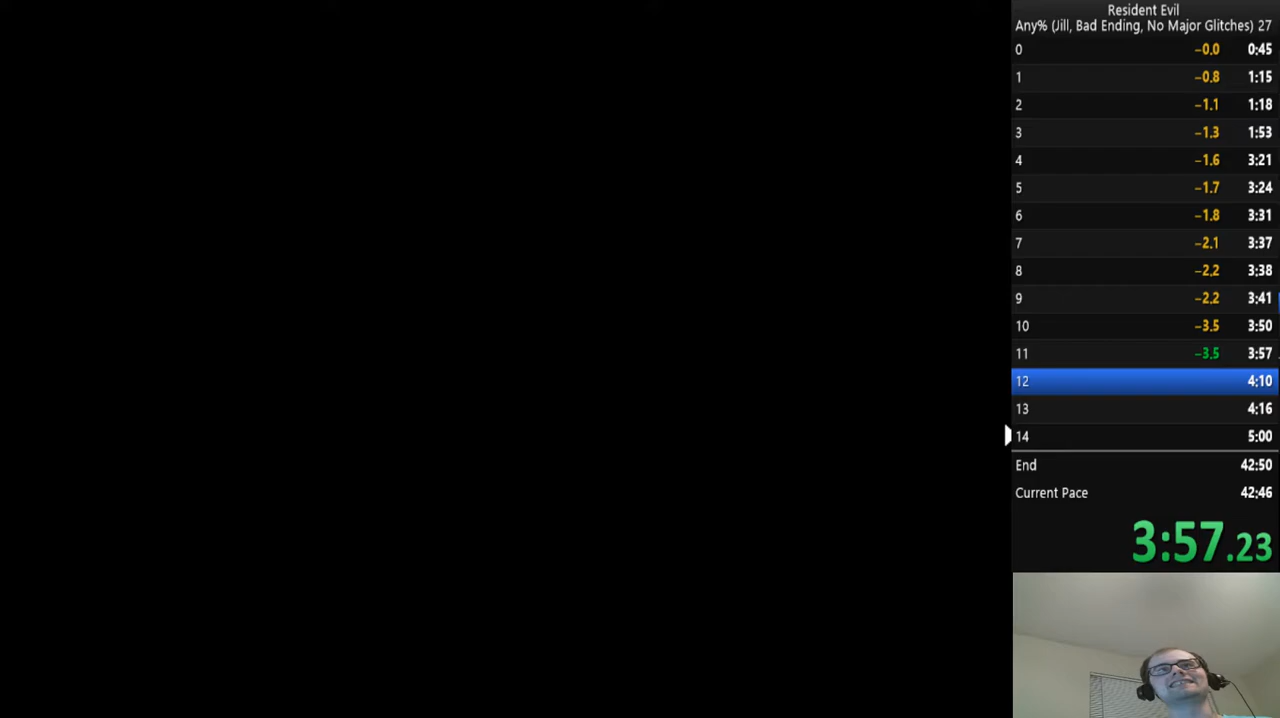 Resident Evil
Any% (Jill, Bad Ending, No Major Glitches) 27
0 −0.0 0:45
1 −0.8 1:15
2 −1.1 1:18
3 −1.3 1:53
4 −1.6 3:21
5 −1.7 3:24
6 −1.8 3:31
7 −2.1 3:37
8 −2.2 3:38
9 −2.2 3:41
10 −3.5 3:50
11 −3.5 3:57
12 4:10
13 4:16
14 5:00
End 42:50
Current Pace 42:46
3:57.23